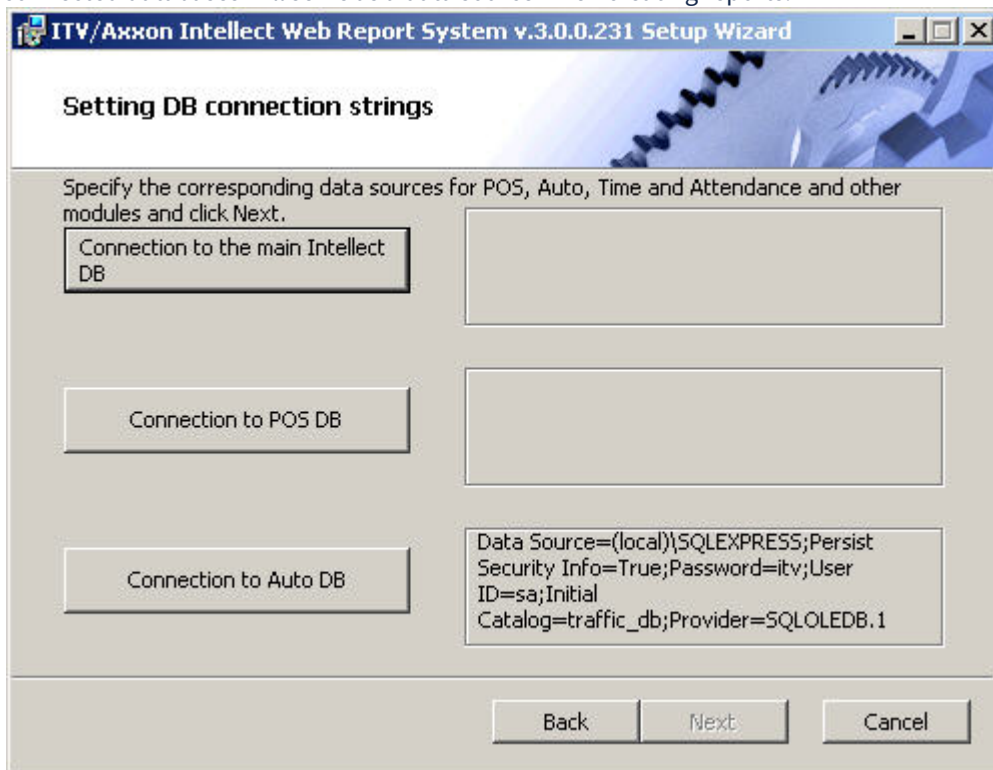 ITV/Axxon Intellect Web Report System v.3.0.0.231 Setup Wizard
Setting DB connection strings
Specify the corresponding data sources for POS, Auto, Time and Attendance and other
modules and click Next.
Connection to the main Intellect
DB
Connection to POS DB
Connection to Auto DB
Data Source=(local)\SQLEXPRESS;Persist
Security Info=True;Password=itv;User
ID=sa;Initial
Catalog=traffic_db;Provider=SQLOLEDB.1
Back
Next
Cancel